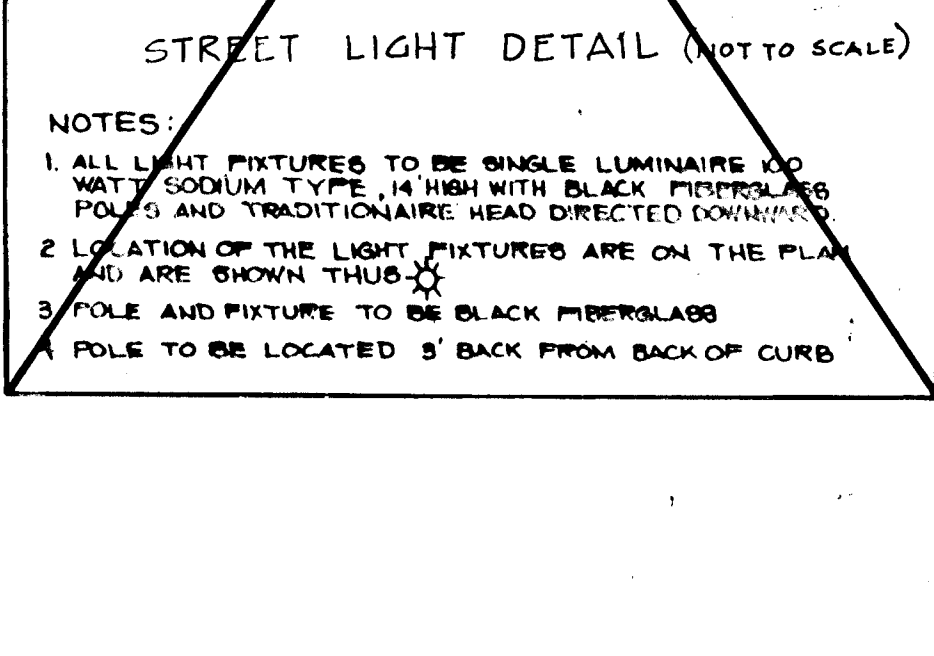 STREET LIGHT DETAIL (NOT TO SCALE)
NOTES:
1. ALL LIGHT FIXTURES TO BE SINGLE LUMINAIRE 100
WATT SODIUM TYPE, 14' HIGH WITH BLACK FIBERGLASS
POLES AND TRADITIONAIRE HEAD DIRECTED DOWNWARD.
2 LOCATION OF THE LIGHT FIXTURES ARE ON THE PLAN
AND ARE SHOWN THUS
3 POLE AND FIXTURE TO BE BLACK FIBERGLASS
4 POLE TO BE LOCATED 3' BACK FROM BACK OF CURB